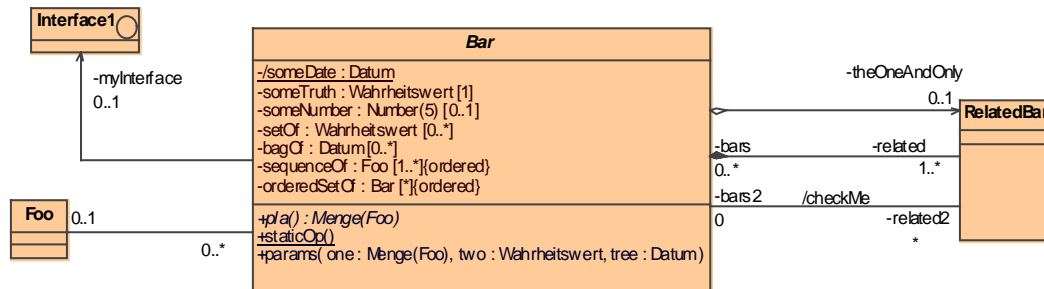 Interface1
-myInterface
0..1
Foo
0..1
0..*
Bar
-/someDate : Datum
-someTruth : Wahrheitswert [1]
-someNumber : Number(5) [0..1]
-setOf : Wahrheitswert [0..*]
-bagOf : Datum [0..*]
-sequenceOf : Foo [1..*]{ordered}
-orderedSetOf : Bar [*]{ordered}
+pla() : Menge(Foo)
+staticOp()
+params( one : Menge(Foo), two : Wahrheitswert, tree : Datum )
-theOneAndOnly
0..1
-bars
-related
0..*
1..*
-bars2
/checkMe
0
-related2
*
RelatedBar